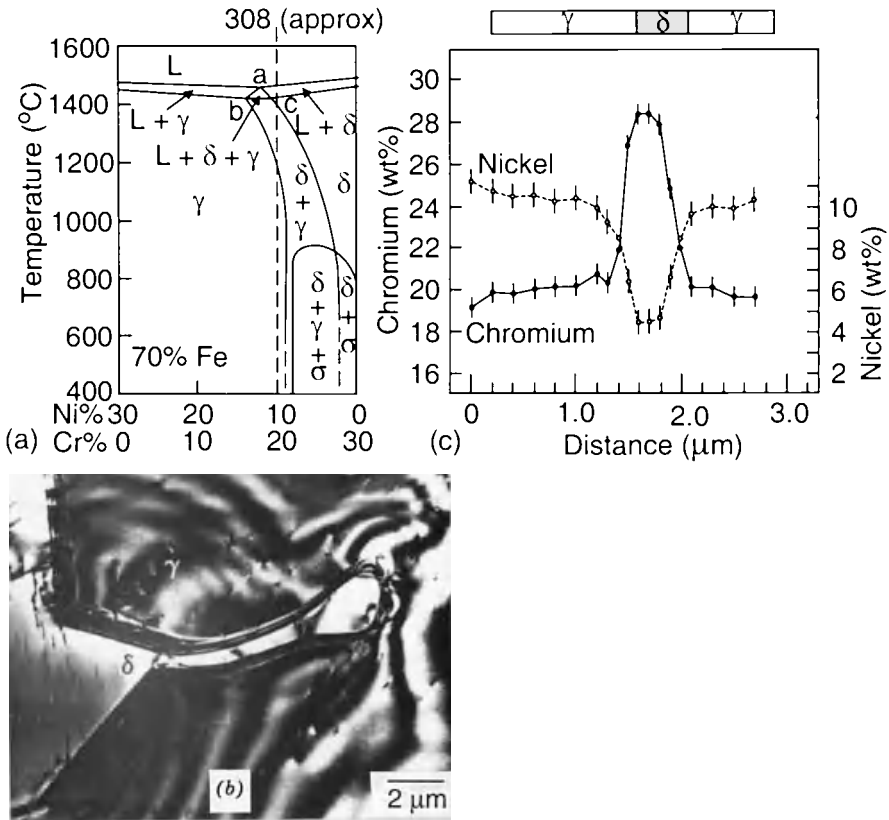 308 (approx)
1600
1400
1200
1000
800
600
400
Temperature (°C)
L
a
b
c
L + γ
L + δ
L + δ + γ
γ
δ
+
γ
δ
δ
+
γ
+
σ
δ
+
σ
70% Fe
Ni% 30 20 10 0
Cr% 0 10 20 30
(a)
γ δ γ
30
28
26
24
22
20
18
16
Chromium (wt%)
Nickel
Chromium
10
8
6
4
2
Nickel (wt%)
0 1.0 2.0 3.0
(c) Distance (μm)
γ
δ
(b)
2 μm